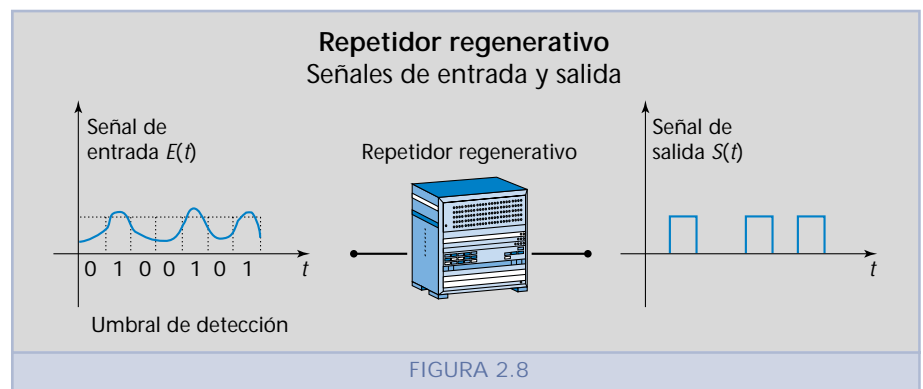 Repetidor regenerativo
Señales de entrada y salida
Señal de
entrada E(t)
Repetidor regenerativo
Señal de
salida S(t)
0 1 0 0 1 0 1 t
t
Umbral de detección
FIGURA 2.8